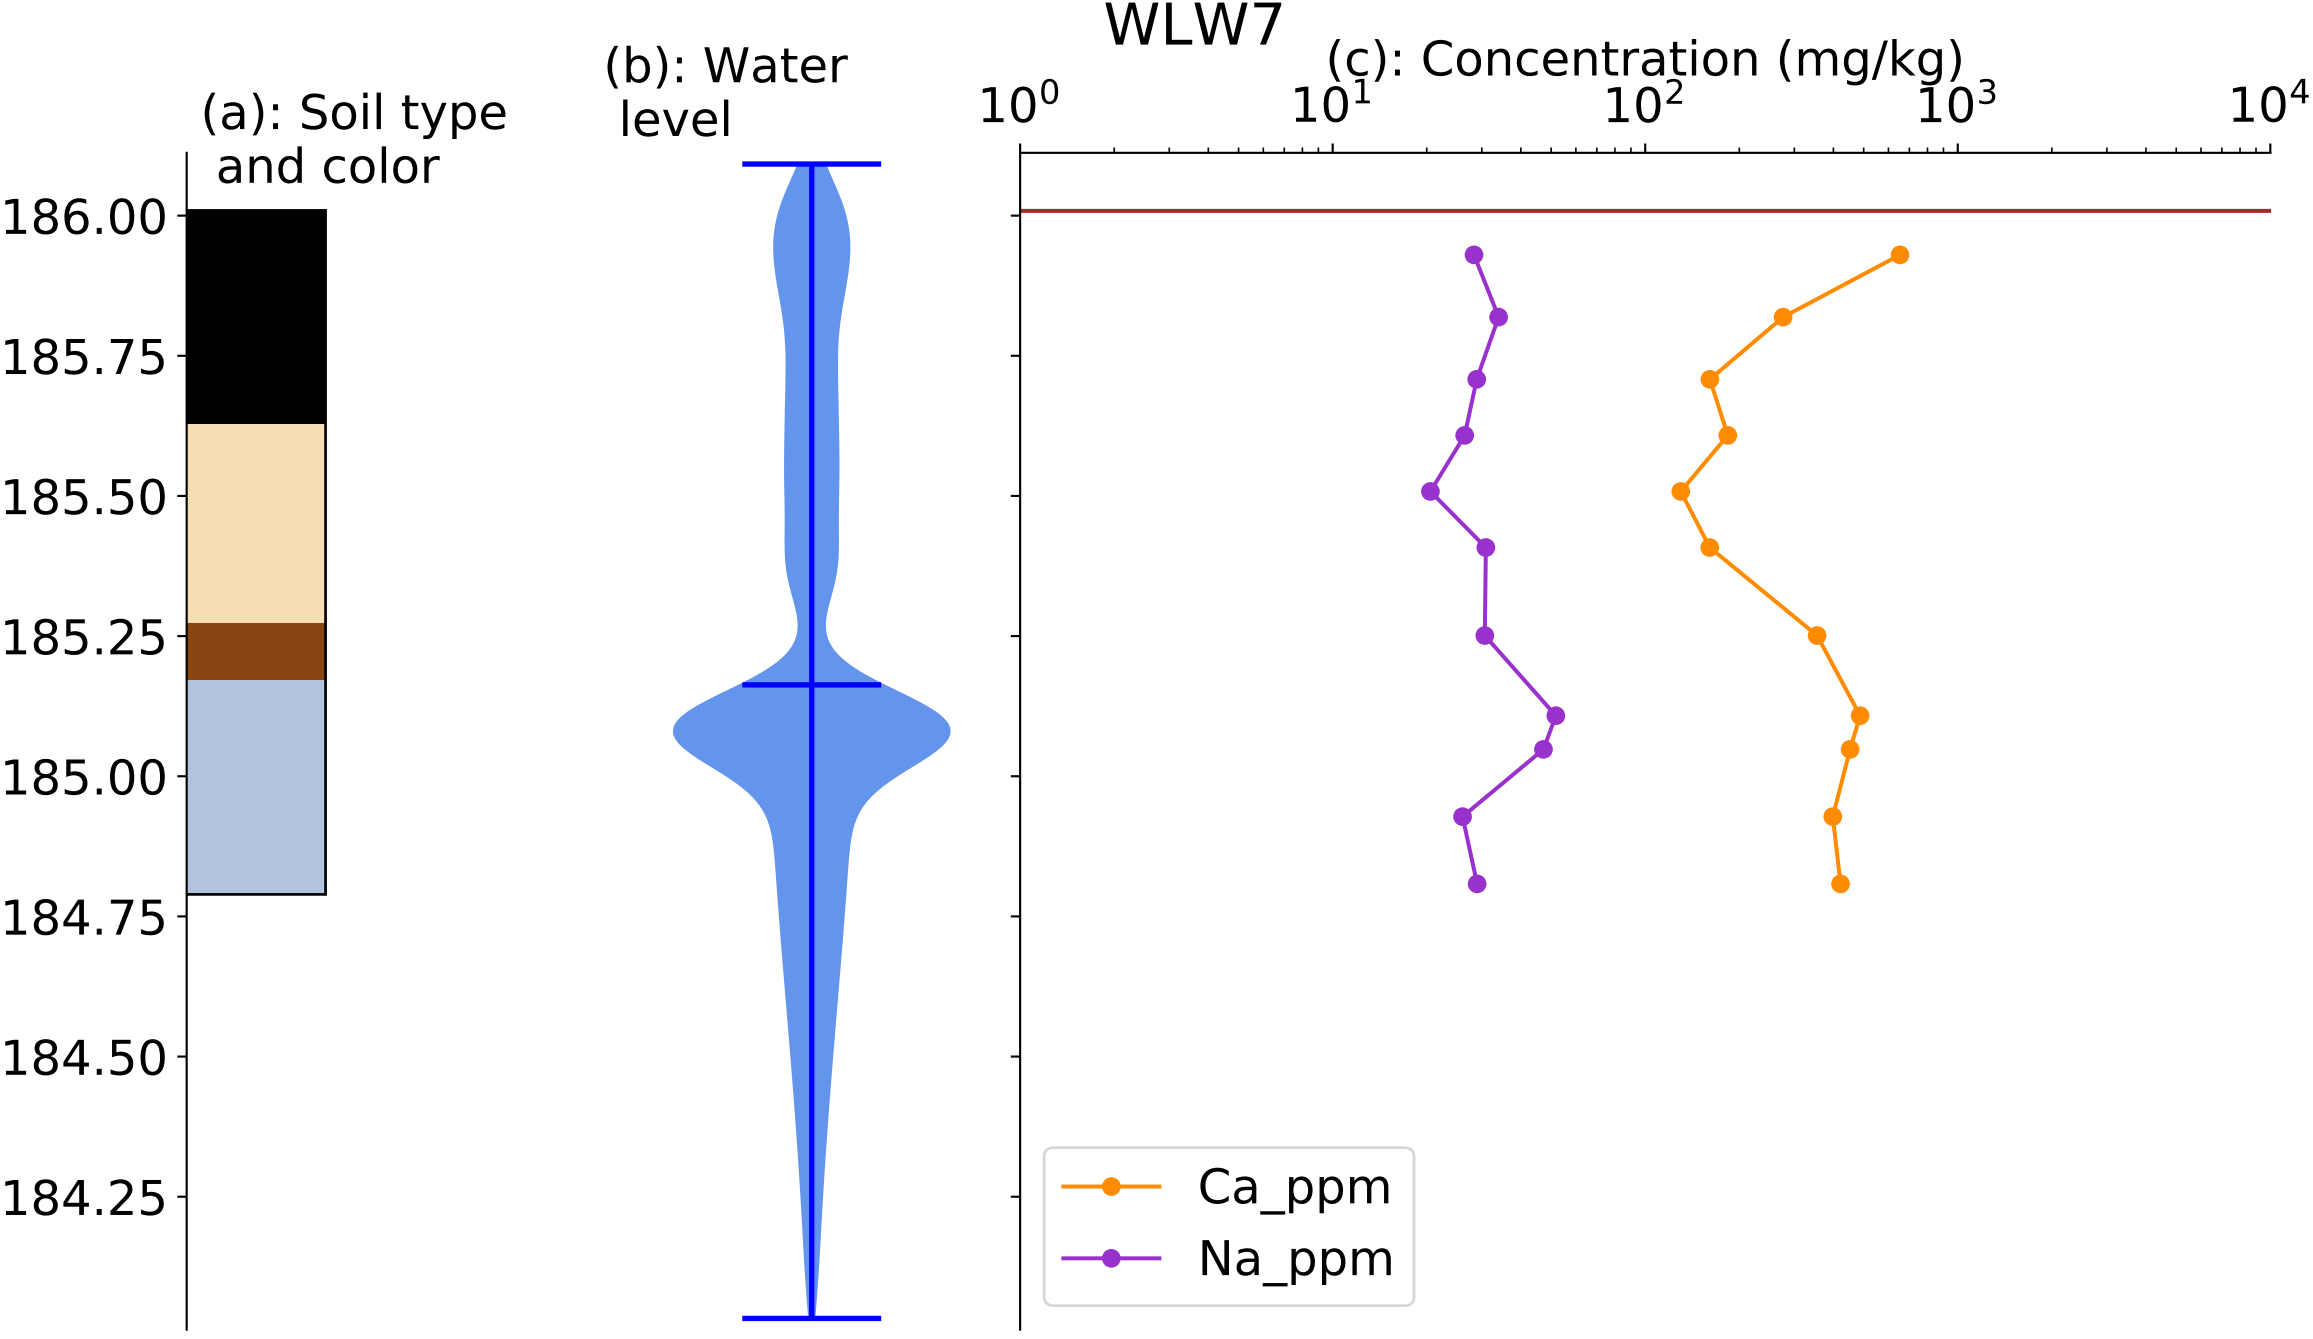 WLW7
(a): Soil type
and color
(b): Water
level
(c): Concentration (mg/kg)
10⁰ 10¹ 10² 10³ 10⁴
186.00
185.75
185.50
185.25
185.00
184.75
184.50
184.25
Ca_ppm
Na_ppm